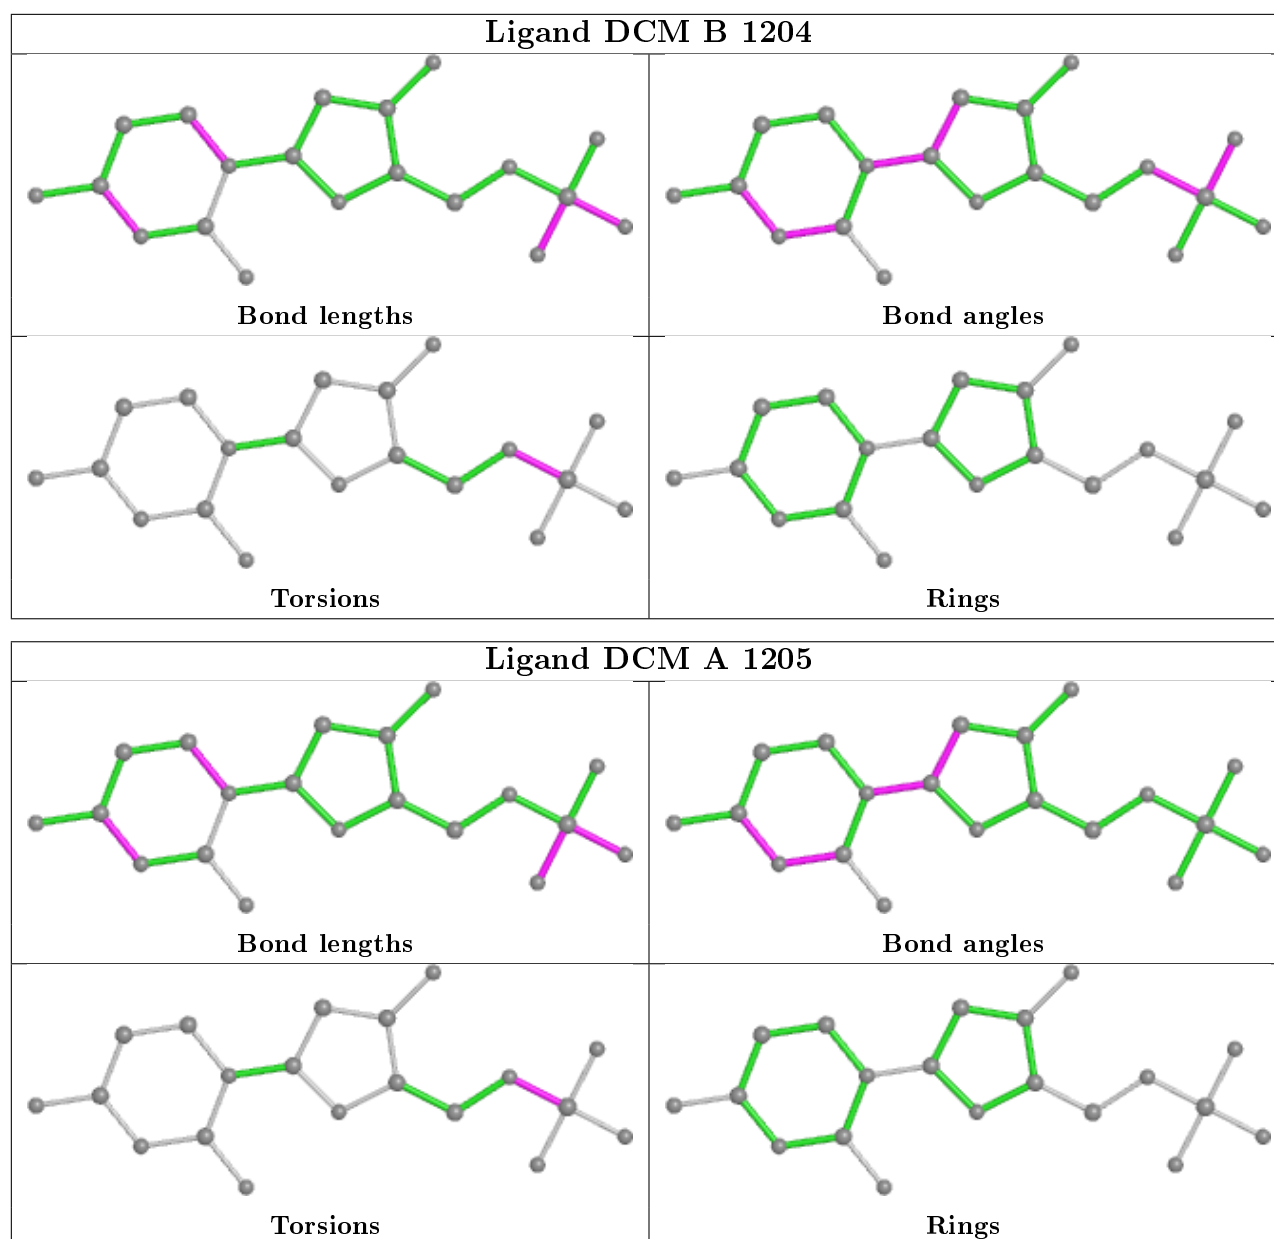 Ligand DCM B 1204
Bond lengths
Bond angles
Torsions
Rings
Ligand DCM A 1205
Bond lengths
Bond angles
Torsions
Rings